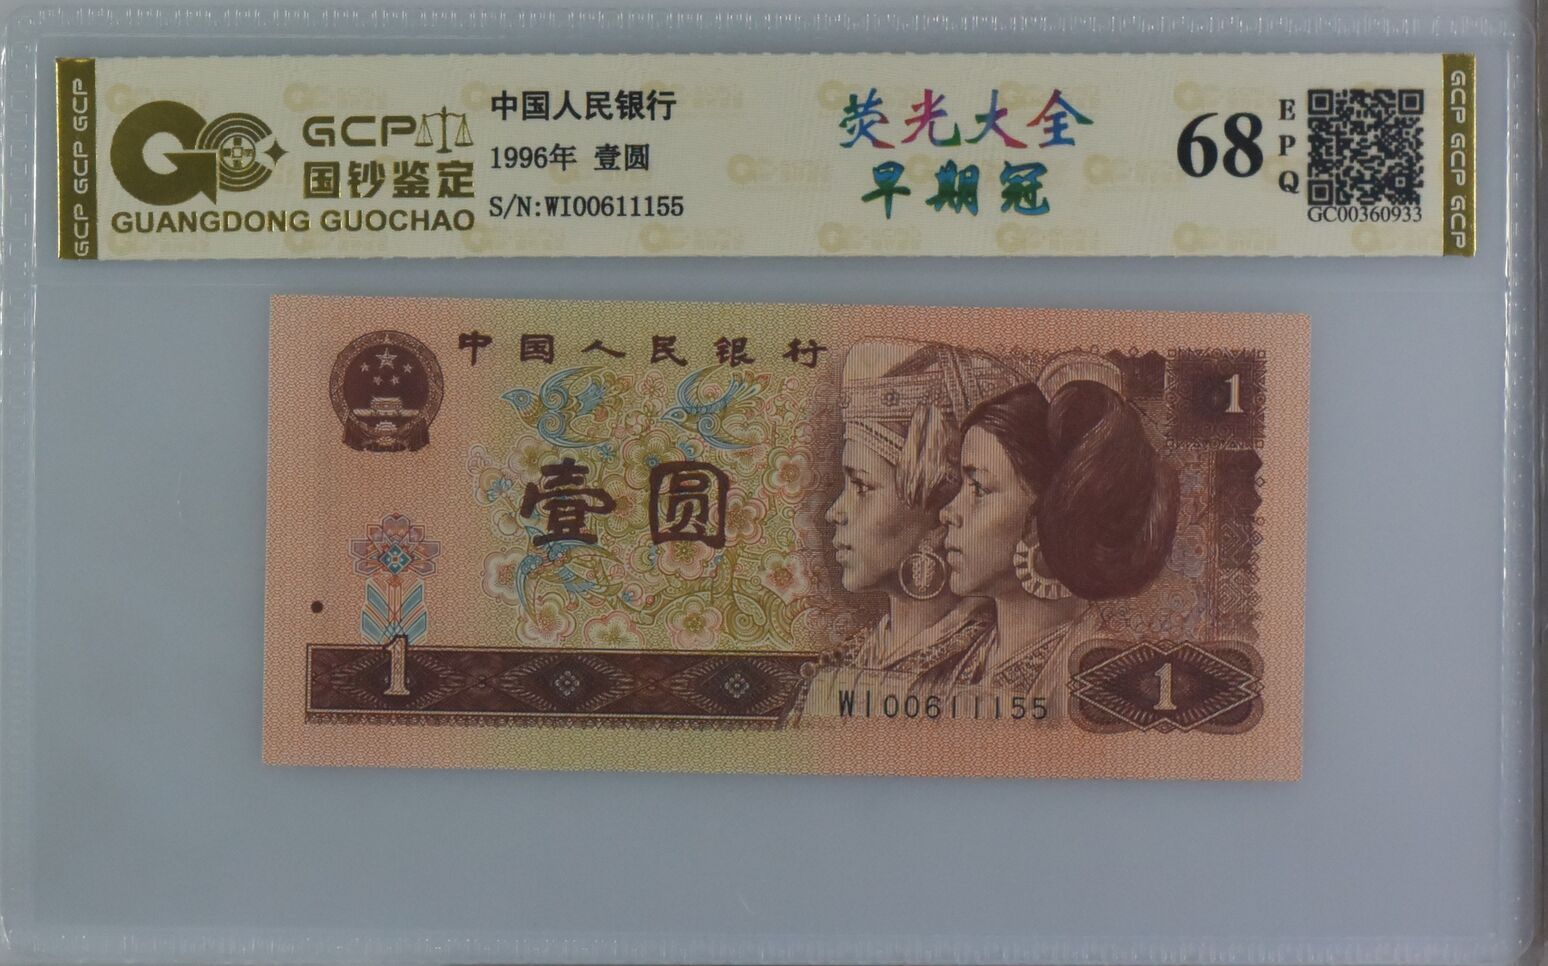 GCP GCP GCP
GCP
国钞鉴定
GUANGDONG GUOCHAO
中国人民银行
1996年 壹圆
S/N:WI00611155
荧光大全
早期冠
68
EPQ
GC00360933
GCP GCP GCP
中国人民银行
1
壹圆
1
WI00611155
1